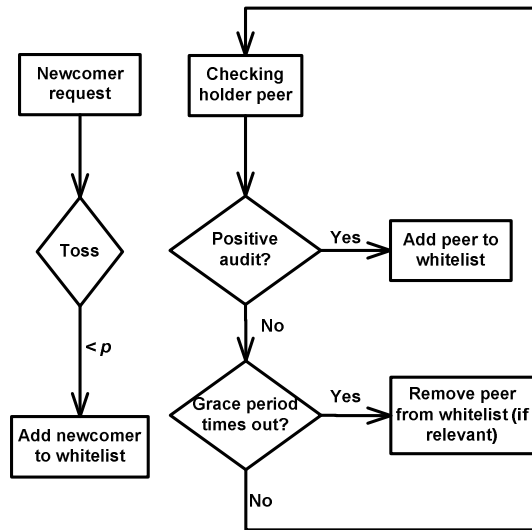 Newcomer
request
Toss
< p
Add newcomer
to whitelist
Checking
holder peer
Positive
audit?
Yes
Add peer to
whitelist
No
Grace period
times out?
Yes
Remove peer
from whitelist (if
relevant)
No